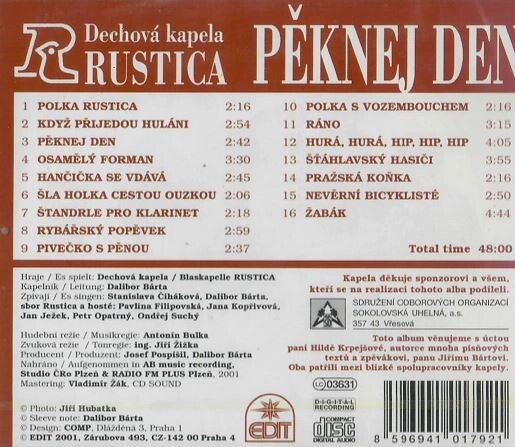 Dechová kapela
RUSTICA
PĚKNEJ DEN
1 POLKA RUSTICA 2:16
2 KDYŽ PŘIJEDOU HULÁNI 2:54
3 PĚKNEJ DEN 2:42
4 OSAMĚLÝ FORMAN 3:30
5 HANČIČKA SE VDÁVÁ 2:45
6 ŠLA HOLKA CESTOU OUZKOU 2:06
7 ŠTANDRLE PRO KLARINET 2:18
8 RYBÁŘSKÝ POPĚVEK 2:59
9 PIVEČKO S PĚNOU 2:37
10 POLKA S VOZEMBOUCHEM 2:16
11 RÁNO 3:15
12 HURÁ, HURÁ, HIP, HIP, HIP 4:05
13 ŠŤÁHLAVSKÝ HASIČI 3:55
14 PRAŽSKÁ KOŇKA 2:16
15 NEVĚRNÍ BICYKLISTÉ 2:50
16 ŽABÁK 4:44
Total time 48:00
Hraje / Es spielt: Dechová kapela / Blaskapelle RUSTICA
Kapelník / Leitung: Dalibor Bárta
Zpívají / Es singen: Stanislava Čiháková, Dalibor Bárta,
sbor Rustica a hosté: Pavlína Filipovská, Jana Kopřivová,
Jan Ježek, Petr Opatrný, Ondřej Suchý
Hudební režie / Musikregie: Antonín Bulka
Zvuková režie / Tonregie: ing. Jiří Žižka
Producent / Produzent: Josef Pospíšil, Dalibor Bárta
Nahráno / Aufgenommen in AB music recording,
Studio ČRo Plzeň & RADIO FM PLUS Plzeň, 2001
Mastering: Vladimír Žák, CD SOUND
© Photo: Jiří Hubatka
© Sleeve note: Dalibor Bárta
© Design: COMP, Dlážděná 3, Praha 1
© EDIT 2001, Zárubova 493, CZ-142 00 Praha 4
Kapela děkuje sponzorovi a všem,
kteří se na realizaci tohoto alba podíleli.
SDRUŽENÍ ODBOROVÝCH ORGANIZACÍ
SOKOLOVSKÁ UHELNÁ, a.s.
357 43 Vřesová
Toto album věnujeme s úctou
paní Hildě Krpejšové, autorce mnoha písňových
textů a zpěvákovi, panu Jiřímu Bártovi.
Oba patřili mezi blízké spolupracovníky kapely.
LC 03631
EDIT
DIGITAL
RECORDING
COMPACT
disc
DIGITAL AUDIO
8 596941 017921